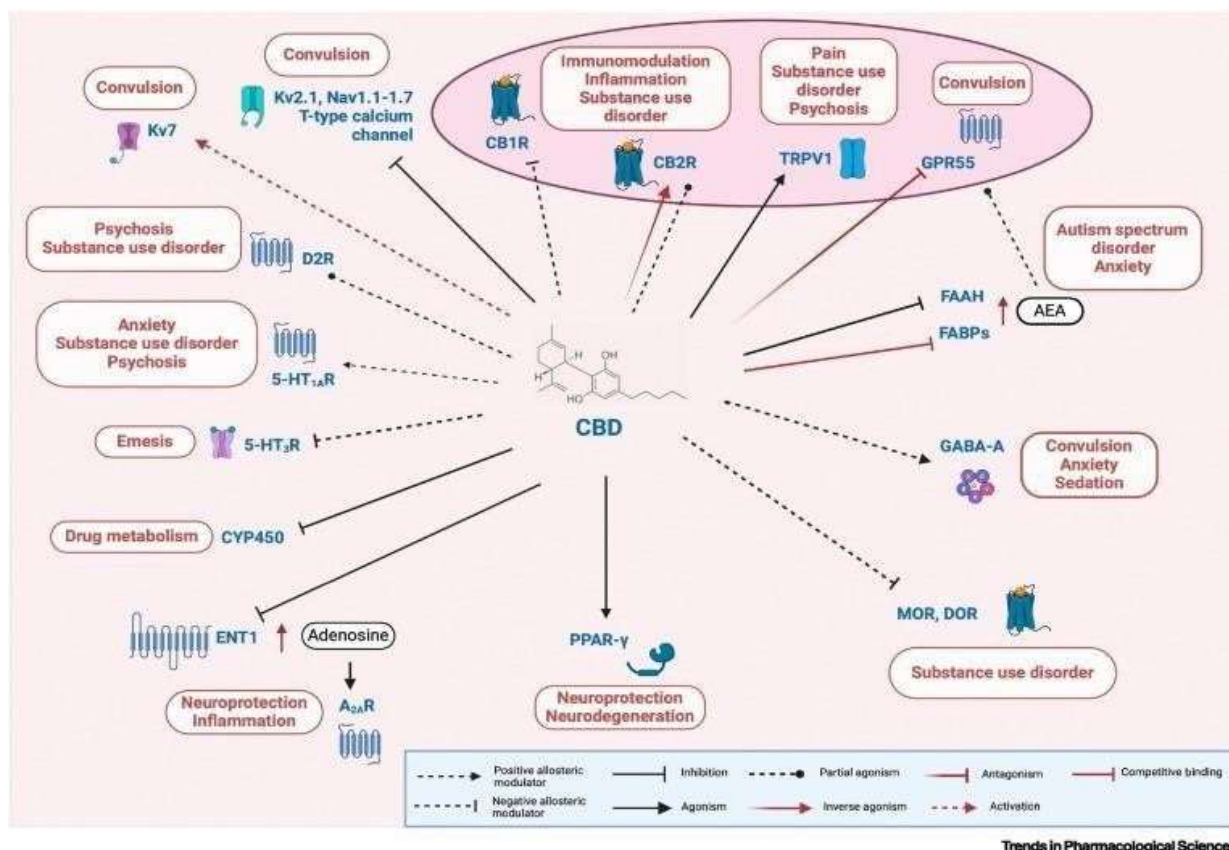 Convulsion
Kv7
Convulsion
Kv2.1, Nav1.1-1.7
T-type calcium
channel
CB1R
Immunomodulation
Inflammation
Substance use
disorder
CB2R
Pain
Substance use
disorder
Psychosis
TRPV1
Convulsion
GPR55
Psychosis
Substance use disorder
D2R
Autism spectrum
disorder
Anxiety
FAAH
AEA
FABPs
Anxiety
Substance use disorder
Psychosis
5-HT₁ₐR
H
OH
H
HO
CBD
Emesis
5-HT₃R
GABA-A
Convulsion
Anxiety
Sedation
Drug metabolism
CYP450
MOR, DOR
Substance use disorder
ENT1
Adenosine
Neuroprotection
Inflammation
A₂ₐR
PPAR-γ
Neuroprotection
Neurodegeneration
Positive allosteric
modulator
Inhibition
Partial agonism
Antagonism
Competitive binding
Negative allosteric
modulator
Agonism
Inverse agonism
Activation
Trends in Pharmacological Science